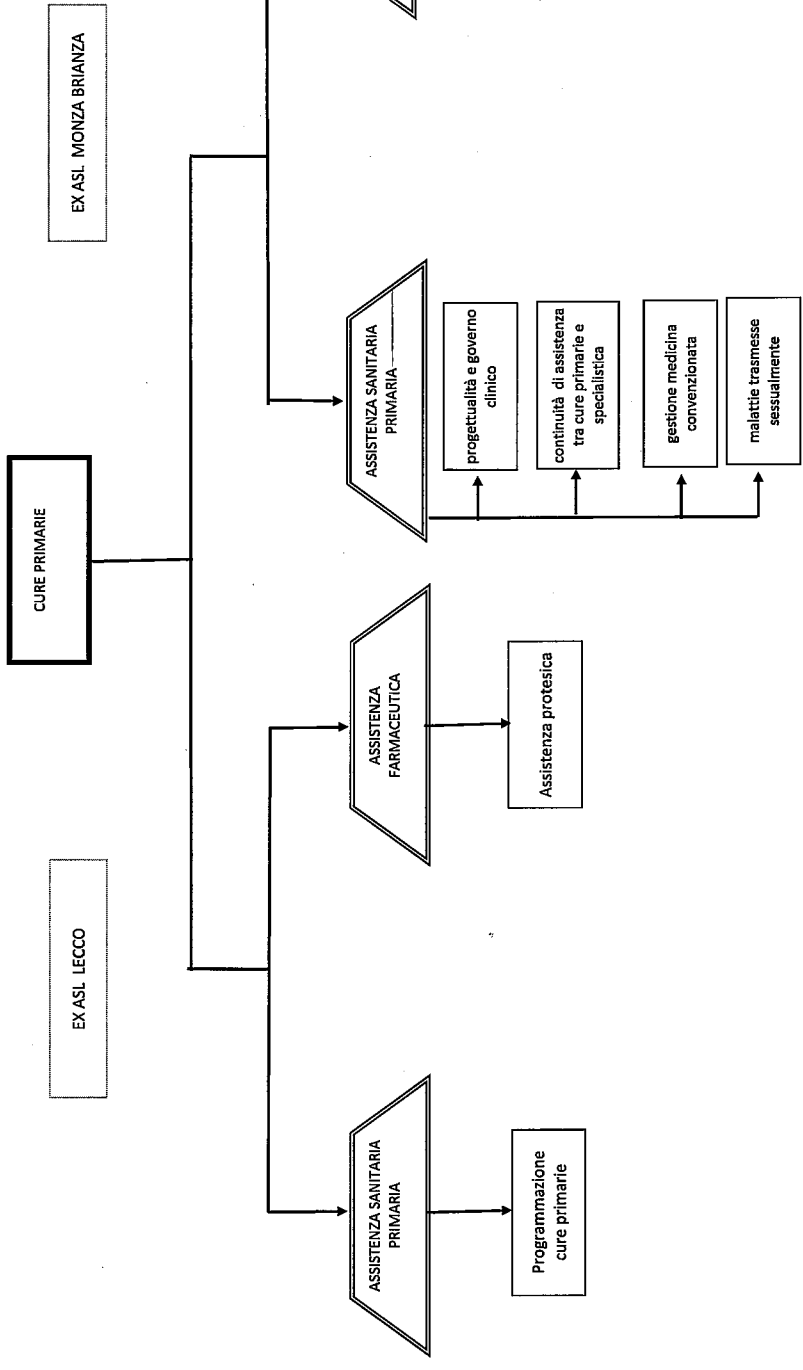 CURE PRIMARIE
EX ASL LECCO
EX ASL MONZA BRIANZA
ASSISTENZA SANITARIA
PRIMARIA
Programmazione
cure primarie
ASSISTENZA
FARMACEUTICA
Assistenza protesica
ASSISTENZA SANITARIA
PRIMARIA
progettualità e governo
clinico
continuità di assistenza
tra cure primarie e
specialistica
gestione medicina
convenzionata
malattie trasmesse
sessualmente